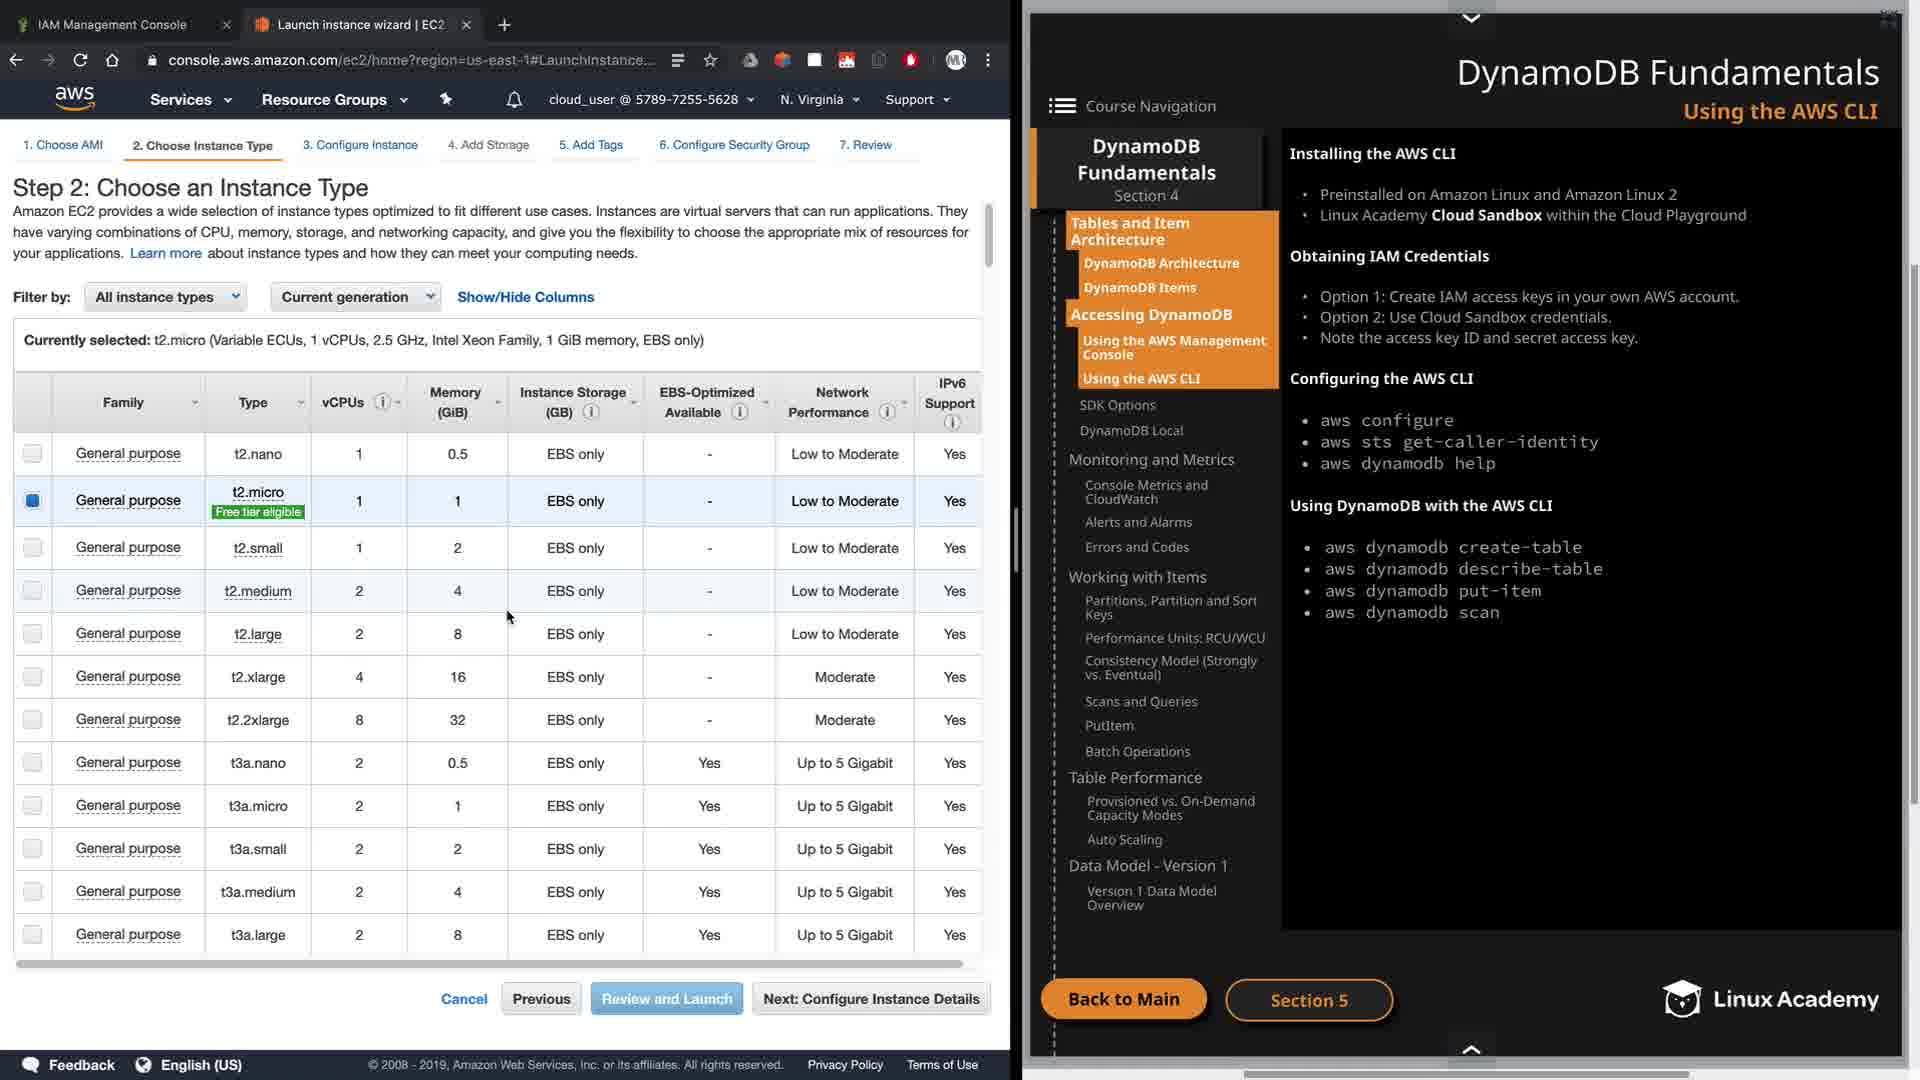 IAM Management Console
Launch instance wizard | EC2
console.aws.amazon.com/ec2/home?region=us-east-1#LaunchInstance...
aws
Services
Resource Groups
cloud_user @ 5789-7255-5628
N. Virginia
Support
1. Choose AMI
2. Choose Instance Type
3. Configure Instance
4. Add Storage
5. Add Tags
6. Configure Security Group
7. Review
Step 2: Choose an Instance Type
Amazon EC2 provides a wide selection of instance types optimized to fit different use cases. Instances are virtual servers that can run applications. They
have varying combinations of CPU, memory, storage, and networking capacity, and give you the flexibility to choose the appropriate mix of resources for
your applications. Learn more about instance types and how they can meet your computing needs.
Filter by: All instance types Current generation Show/Hide Columns
Currently selected: t2.micro (Variable ECUs, 1 vCPUs, 2.5 GHz, Intel Xeon Family, 1 GiB memory, EBS only)
Family Type vCPUs Memory (GiB) Instance Storage (GB) EBS-Optimized Available Network Performance IPv6 Support
General purpose t2.nano 1 0.5 EBS only - Low to Moderate Yes
General purpose t2.micro 1 1 EBS only - Low to Moderate Yes
Free tier eligible
General purpose t2.small 1 2 EBS only - Low to Moderate Yes
General purpose t2.medium 2 4 EBS only - Low to Moderate Yes
General purpose t2.large 2 8 EBS only - Low to Moderate Yes
General purpose t2.xlarge 4 16 EBS only - Moderate Yes
General purpose t2.2xlarge 8 32 EBS only - Moderate Yes
General purpose t3a.nano 2 0.5 EBS only Yes Up to 5 Gigabit Yes
General purpose t3a.micro 2 1 EBS only Yes Up to 5 Gigabit Yes
General purpose t3a.small 2 2 EBS only Yes Up to 5 Gigabit Yes
General purpose t3a.medium 2 4 EBS only Yes Up to 5 Gigabit Yes
General purpose t3a.large 2 8 EBS only Yes Up to 5 Gigabit Yes
Cancel
Previous
Review and Launch
Next: Configure Instance Details
Feedback
English (US)
© 2008 - 2019, Amazon Web Services, Inc. or its affiliates. All rights reserved.
Privacy Policy
Terms of Use
DynamoDB Fundamentals
Using the AWS CLI
Course Navigation
DynamoDB
Fundamentals
Section 4
Tables and Item
Architecture
DynamoDB Architecture
DynamoDB Items
Accessing DynamoDB
Using the AWS Management
Console
Using the AWS CLI
SDK Options
DynamoDB Local
Monitoring and Metrics
Console Metrics and
CloudWatch
Alerts and Alarms
Errors and Codes
Working with Items
Partitions, Partition and Sort
Keys
Performance Units: RCU/WCU
Consistency Model (Strongly
vs. Eventual)
Scans and Queries
PutItem
Batch Operations
Table Performance
Provisioned vs. On-Demand
Capacity Modes
Auto Scaling
Data Model - Version 1
Version 1 Data Model
Overview
Installing the AWS CLI
• Preinstalled on Amazon Linux and Amazon Linux 2
• Linux Academy Cloud Sandbox within the Cloud Playground
Obtaining IAM Credentials
• Option 1: Create IAM access keys in your own AWS account.
• Option 2: Use Cloud Sandbox credentials.
• Note the access key ID and secret access key.
Configuring the AWS CLI
• aws configure
• aws sts get-caller-identity
• aws dynamodb help
Using DynamoDB with the AWS CLI
• aws dynamodb create-table
• aws dynamodb describe-table
• aws dynamodb put-item
• aws dynamodb scan
Back to Main
Section 5
Linux Academy